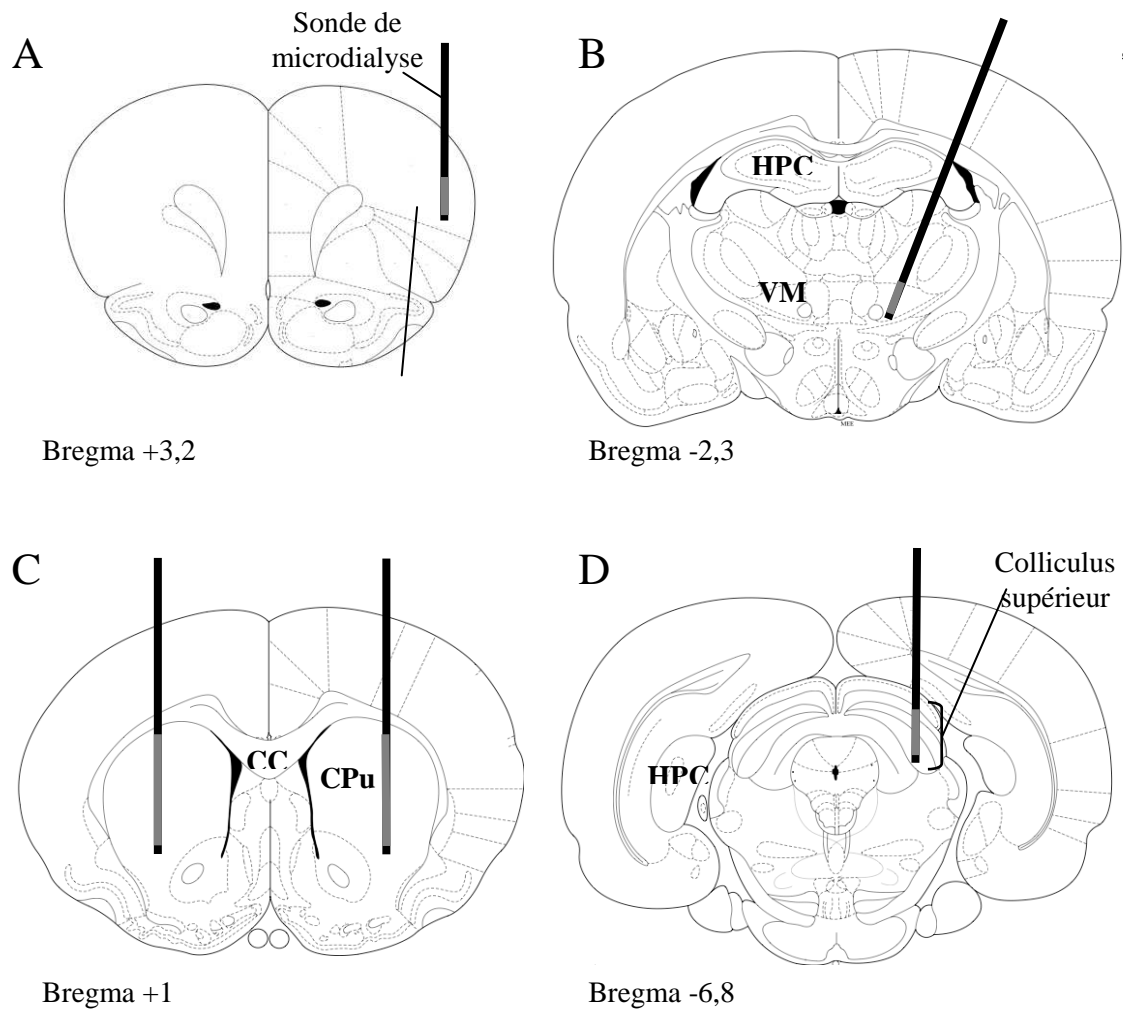 A
Sonde de
microdialyse
Bregma +3,2
B
,
HPC
VM
MEE
Bregma -2,3
C
CC
CPu
Bregma +1
D
Colliculus
supérieur
HPC
Bregma -6,8